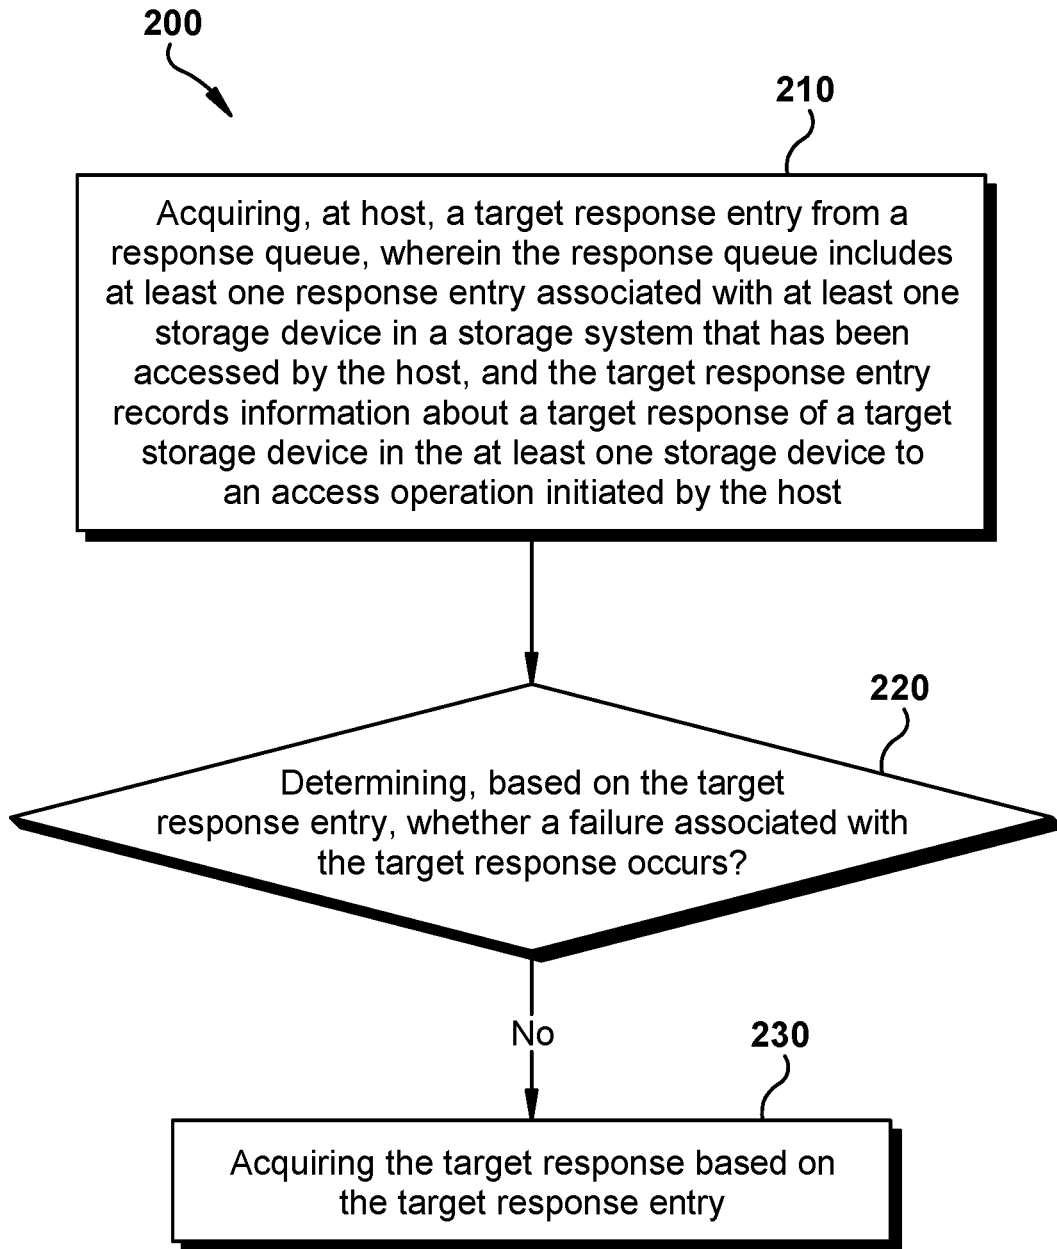 200
210
Acquiring, at host, a target response entry from a
response queue, wherein the response queue includes
at least one response entry associated with at least one
storage device in a storage system that has been
accessed by the host, and the target response entry
records information about a target response of a target
storage device in the at least one storage device to
an access operation initiated by the host
220
Determining, based on the target
response entry, whether a failure associated with
the target response occurs?
No
230
Acquiring the target response based on
the target response entry